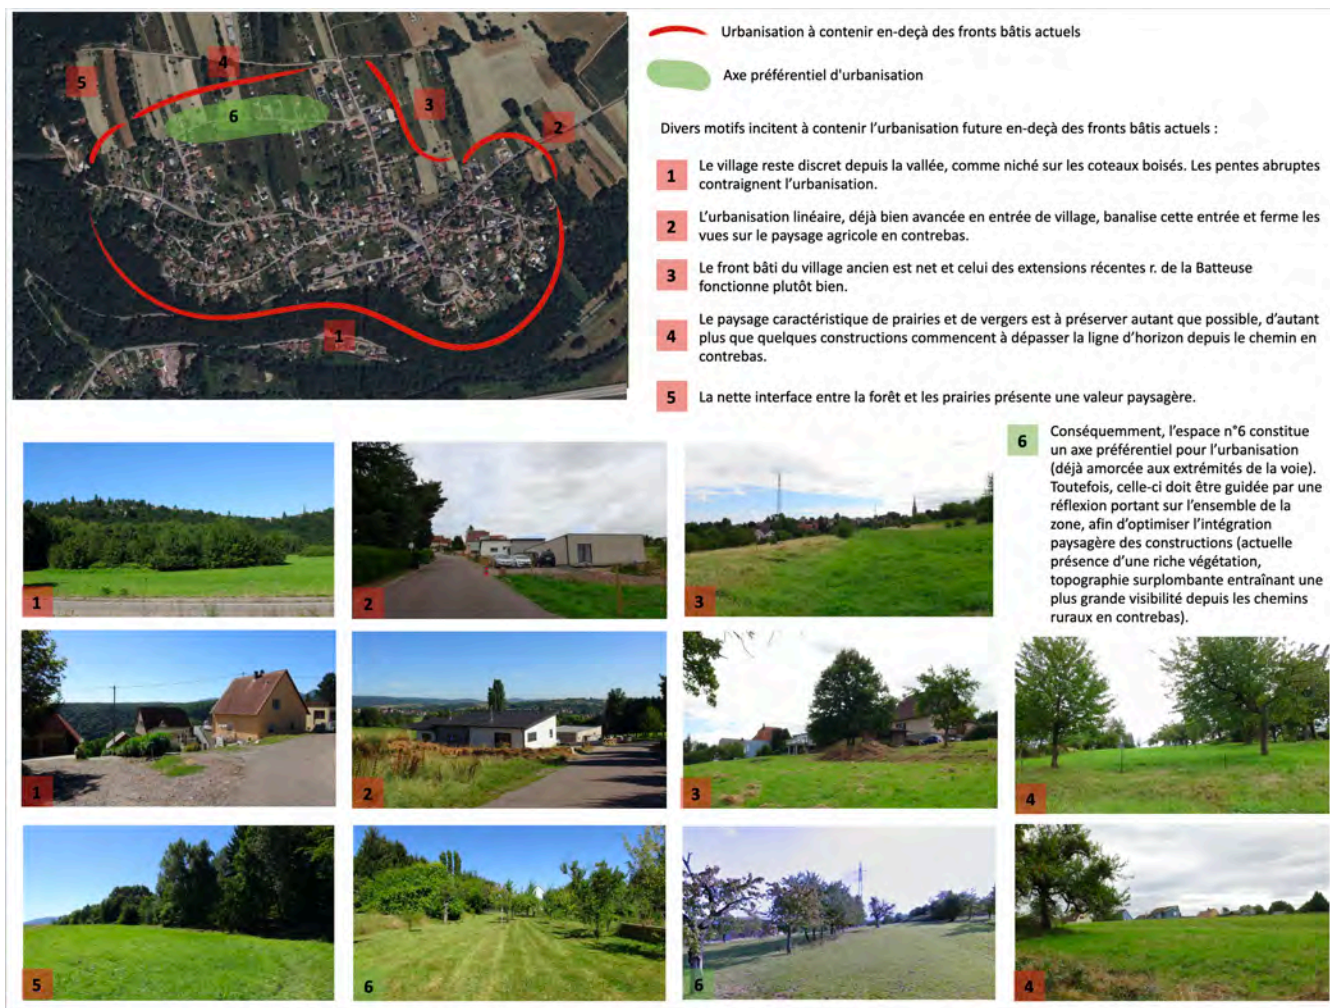 Urbanisation à contenir en-deçà des fronts bâtis actuels
Axe préférentiel d'urbanisation
Divers motifs incitent à contenir l'urbanisation future en-deçà des fronts bâtis actuels :
1 Le village reste discret depuis la vallée, comme niché sur les coteaux boisés. Les pentes abruptes
contraignent l'urbanisation.
2 L'urbanisation linéaire, déjà bien avancée en entrée de village, banalise cette entrée et ferme les
vues sur le paysage agricole en contrebas.
3 Le front bâti du village ancien est net et celui des extensions récentes r. de la Batteuse
fonctionne plutôt bien.
4 Le paysage caractéristique de prairies et de vergers est à préserver autant que possible, d'autant
plus que quelques constructions commencent à dépasser la ligne d'horizon depuis le chemin en
contrebas.
5 La nette interface entre la forêt et les prairies présente une valeur paysagère.
6 Conséquemment, l'espace n°6 constitue
un axe préférentiel pour l'urbanisation
(déjà amorcée aux extrémités de la voie).
Toutefois, celle-ci doit être guidée par une
réflexion portant sur l'ensemble de la
zone, afin d'optimiser l'intégration
paysagère des constructions (actuelle
présence d'une riche végétation,
topographie surplombante entraînant une
plus grande visibilité depuis les chemins
ruraux en contrebas).
4
5
3
6
2
1
1
2
3
1
2
3
4
5
6
6
4